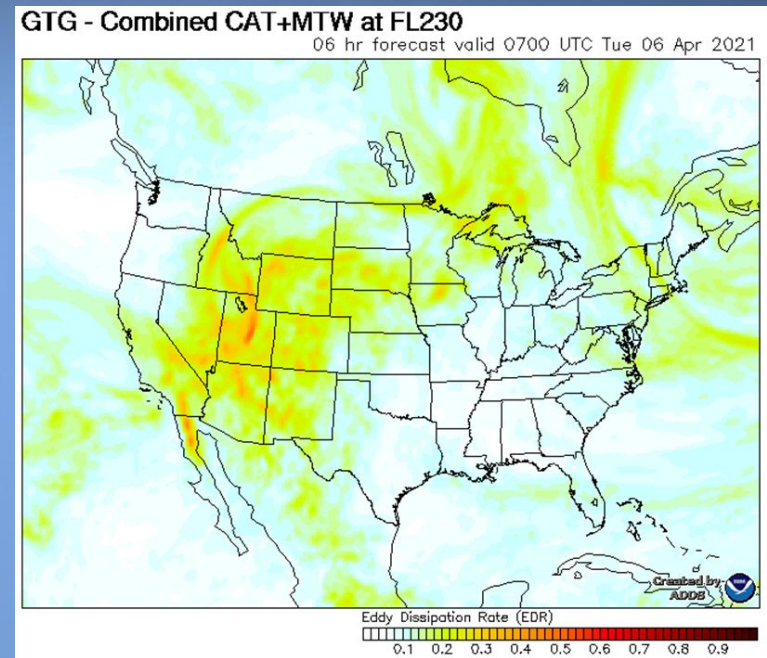 GTG - Combined CAT+MTW at FL230
06 hr forecast valid 0700 UTC Tue 06 Apr 2021
Created by
ADDS
Eddy Dissipation Rate (EDR)
0.1 0.2 0.3 0.4 0.5 0.6 0.7 0.8 0.9